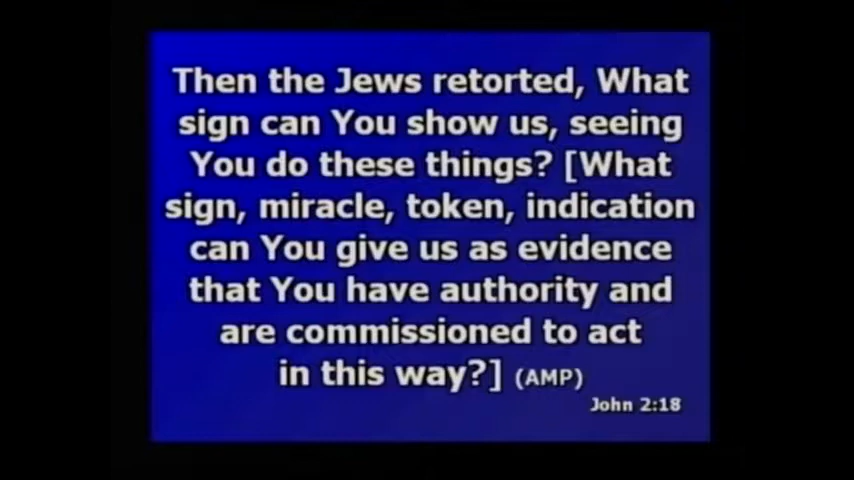 Then the Jews retorted, What
sign can You show us, seeing
You do these things? [What
sign, miracle, token, indication
can You give us as evidence
that You have authority and
are commissioned to act
in this way?] (AMP)
John 2:18